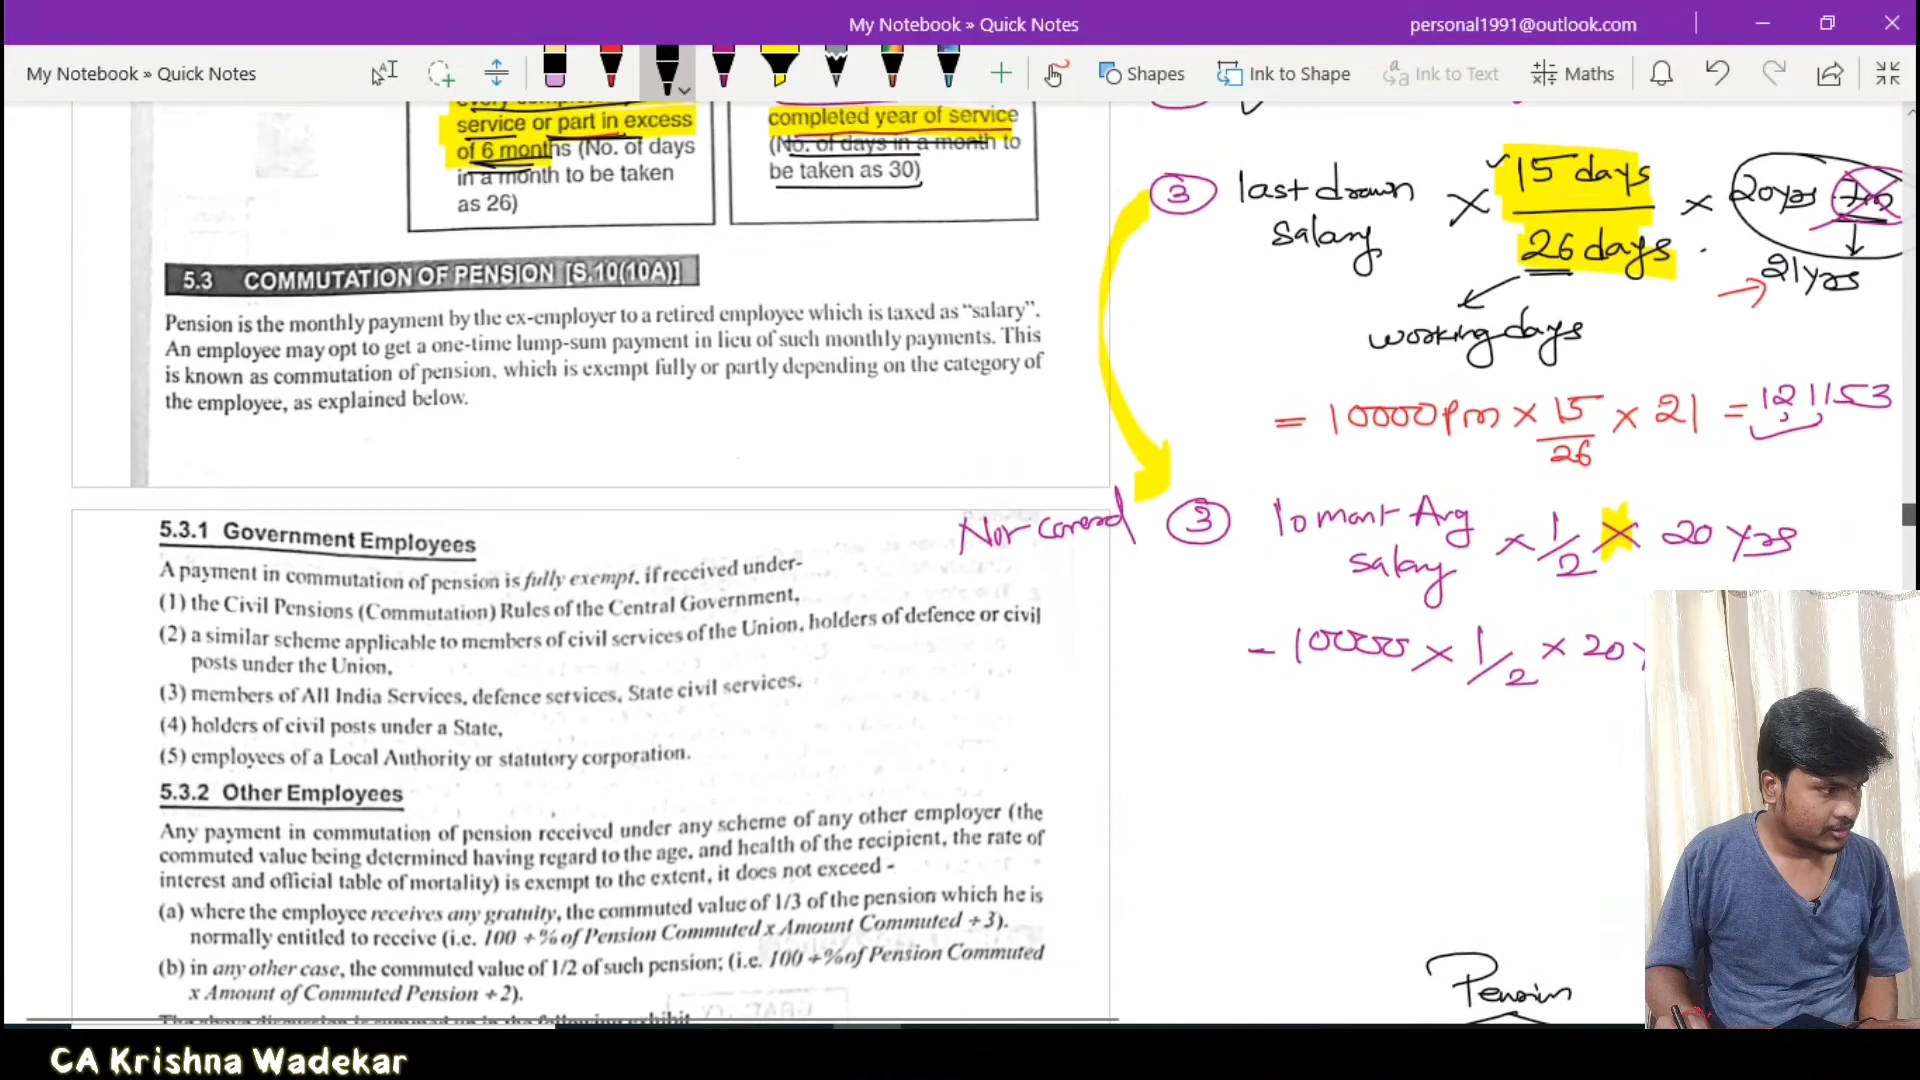 My Notebook » Quick Notes
personal1991@outlook.com
My Notebook » Quick Notes
Shapes
Ink to Shape
Ink to Text
Maths
service or part in excess
of 6 months (No. of days
in a month to be taken
as 26)
completed year of service
(No. of days in a month to
be taken as 30)
5.3 COMMUTATION OF PENSION [S.10(10A)]
Pension is the monthly payment by the ex-employer to a retired employee which is taxed as “salary”.
An employee may opt to get a one-time lump-sum payment in lieu of such monthly payments. This
is known as commutation of pension, which is exempt fully or partly depending on the category of
the employee, as explained below.
5.3.1 Government Employees
A payment in commutation of pension is fully exempt, if received under-
(1) the Civil Pensions (Commutation) Rules of the Central Government,
(2) a similar scheme applicable to members of civil services of the Union, holders of defence or civil
posts under the Union,
(3) members of All India Services, defence services, State civil services.
(4) holders of civil posts under a State,
(5) employees of a Local Authority or statutory corporation.
5.3.2 Other Employees
Any payment in commutation of pension received under any scheme of any other employer (the
commuted value being determined having regard to the age, and health of the recipient, the rate of
interest and official table of mortality) is exempt to the extent, it does not exceed -
(a) where the employee receives any gratuity, the commuted value of 1/3 of the pension which he is
normally entitled to receive (i.e. 100 ÷ % of Pension Commuted x Amount Commuted ÷ 3).
(b) in any other case, the commuted value of 1/2 of such pension; (i.e. 100 ÷ % of Pension Commuted
x Amount of Commuted Pension ÷ 2).
3 last drawn salary × 15 days / 26 days × 20yrs
21yrs
working days
= 10000 pm × 15/26 × 21 = 121153
Not covered 3 10 mont Avg salary × 1/2 × 20 yrs
- 10000 × 1/2 × 20
Pension
CA Krishna Wadekar